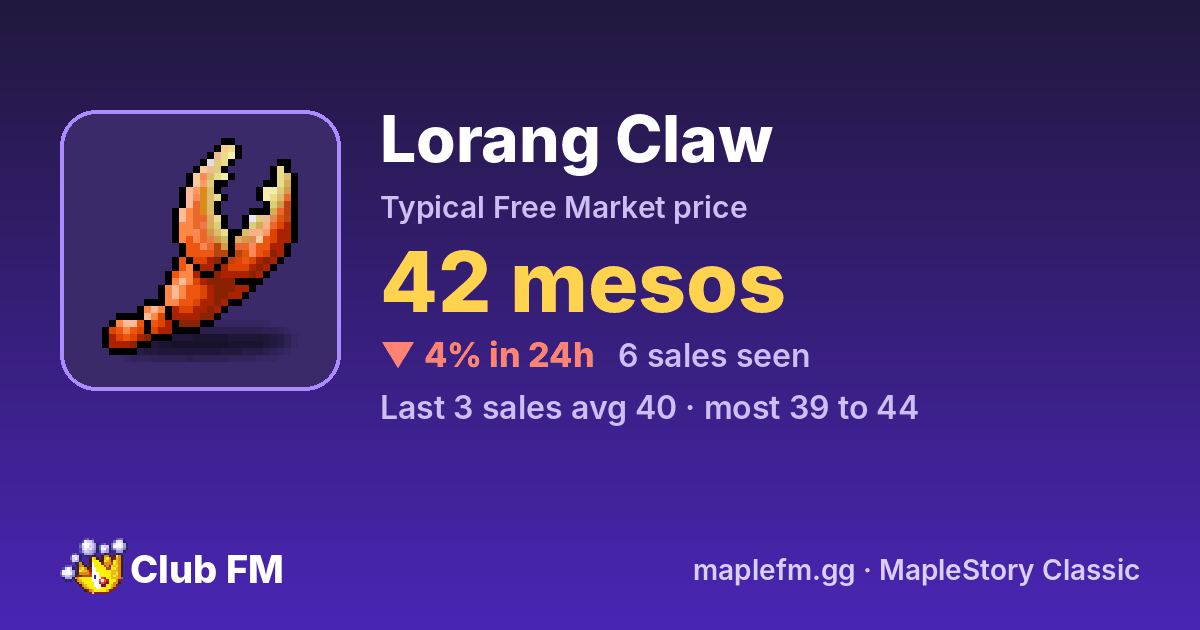 Lorang Claw
Typical Free Market price
42 mesos
▼ 4% in 24h 6 sales seen
Last 3 sales avg 40 · most 39 to 44
Club FM
maplefm.gg · MapleStory Classic